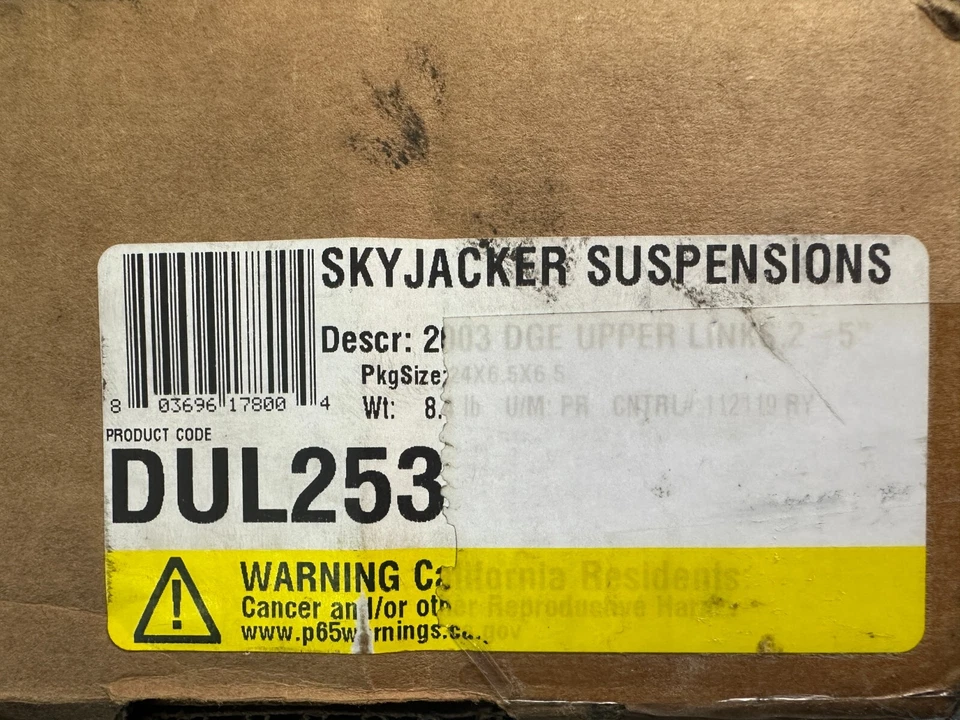 SKYJACKER SUSPENSIONS
Descr: 2003 DGE UPPER LINKS 2 -5
PkgSize: 24X6.5X6.5
Wt: 8. lb U/M: PR CNTRL# 112119 RY
8 03696 17800 4
PRODUCT CODE
DUL253
WARNING California Residents
Cancer and/or other Reproductive Harm-
www.p65warnings.ca.gov